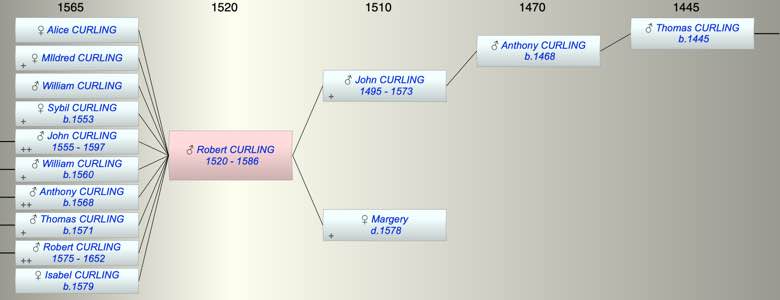 1565 1520 1510 1470 1445
♀ Alice CURLING
♀ MIldred CURLING
+
♂ William CURLING
♀ Sybil CURLING
b.1553
+
♂ John CURLING
1555 - 1597
++
♂ William CURLING
b.1560
+
♂ Anthony CURLING
b.1568
++
♂ Thomas CURLING
b.1571
+
♂ Robert CURLING
1575 - 1652
++
♀ Isabel CURLING
b.1579
♂ Robert CURLING
1520 - 1586
♂ John CURLING
1495 - 1573
+
♀ Margery
d.1578
+
♂ Anthony CURLING
b.1468
♂ Thomas CURLING
b.1445